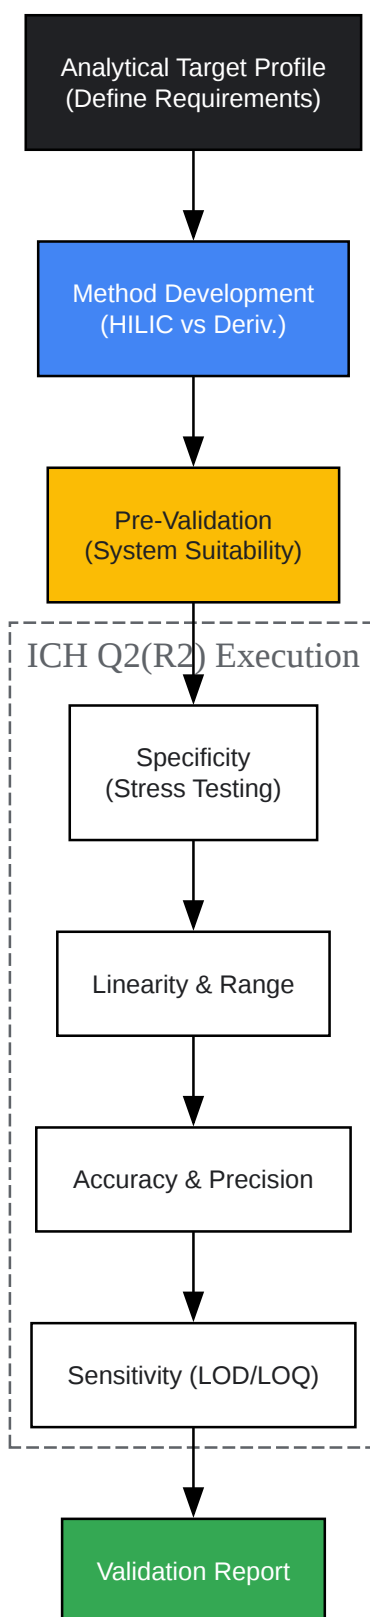 Analytical Target Profile
(Define Requirements)
Method Development
(HILIC vs Deriv.)
Pre-Validation
(System Suitability)
ICH Q2(R2) Execution
Specificity
(Stress Testing)
Linearity & Range
Accuracy & Precision
Sensitivity (LOD/LOQ)
Validation Report